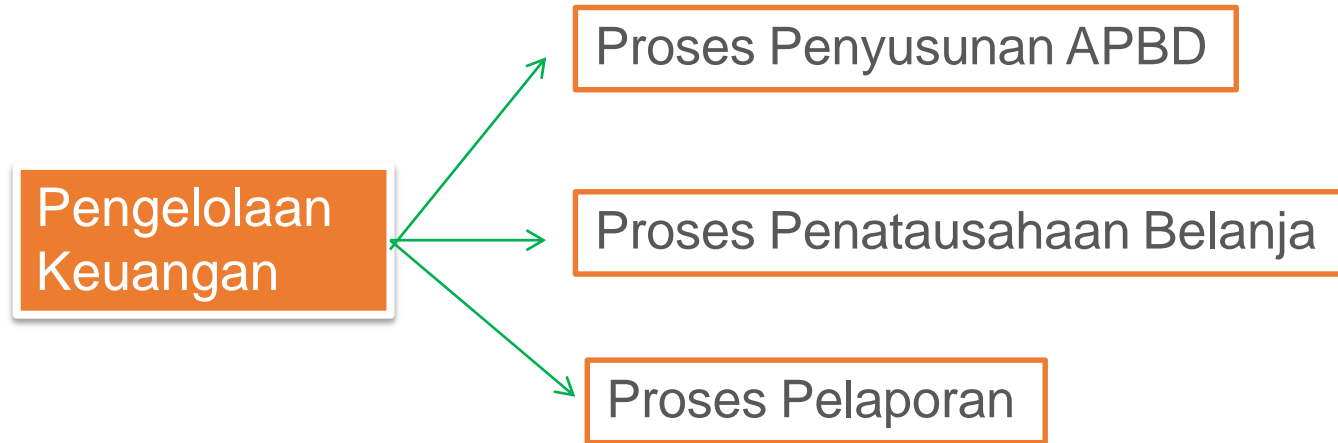 Proses Penyusunan APBD
Pengelolaan
Keuangan
Proses Penatausahaan Belanja
Proses Pelaporan